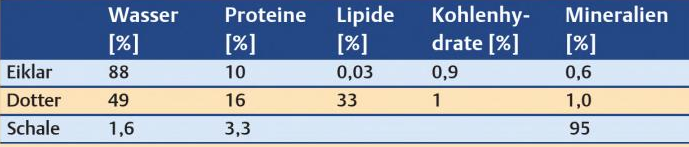 Wasser Proteine Lipide Kohlenhy- Mineralien
[%] [%] [%] drate [%] [%]
Eiklar 88 10 0,03 0,9 0,6
Dotter 49 16 33 1 1,0
Schale 1,6 3,3 95